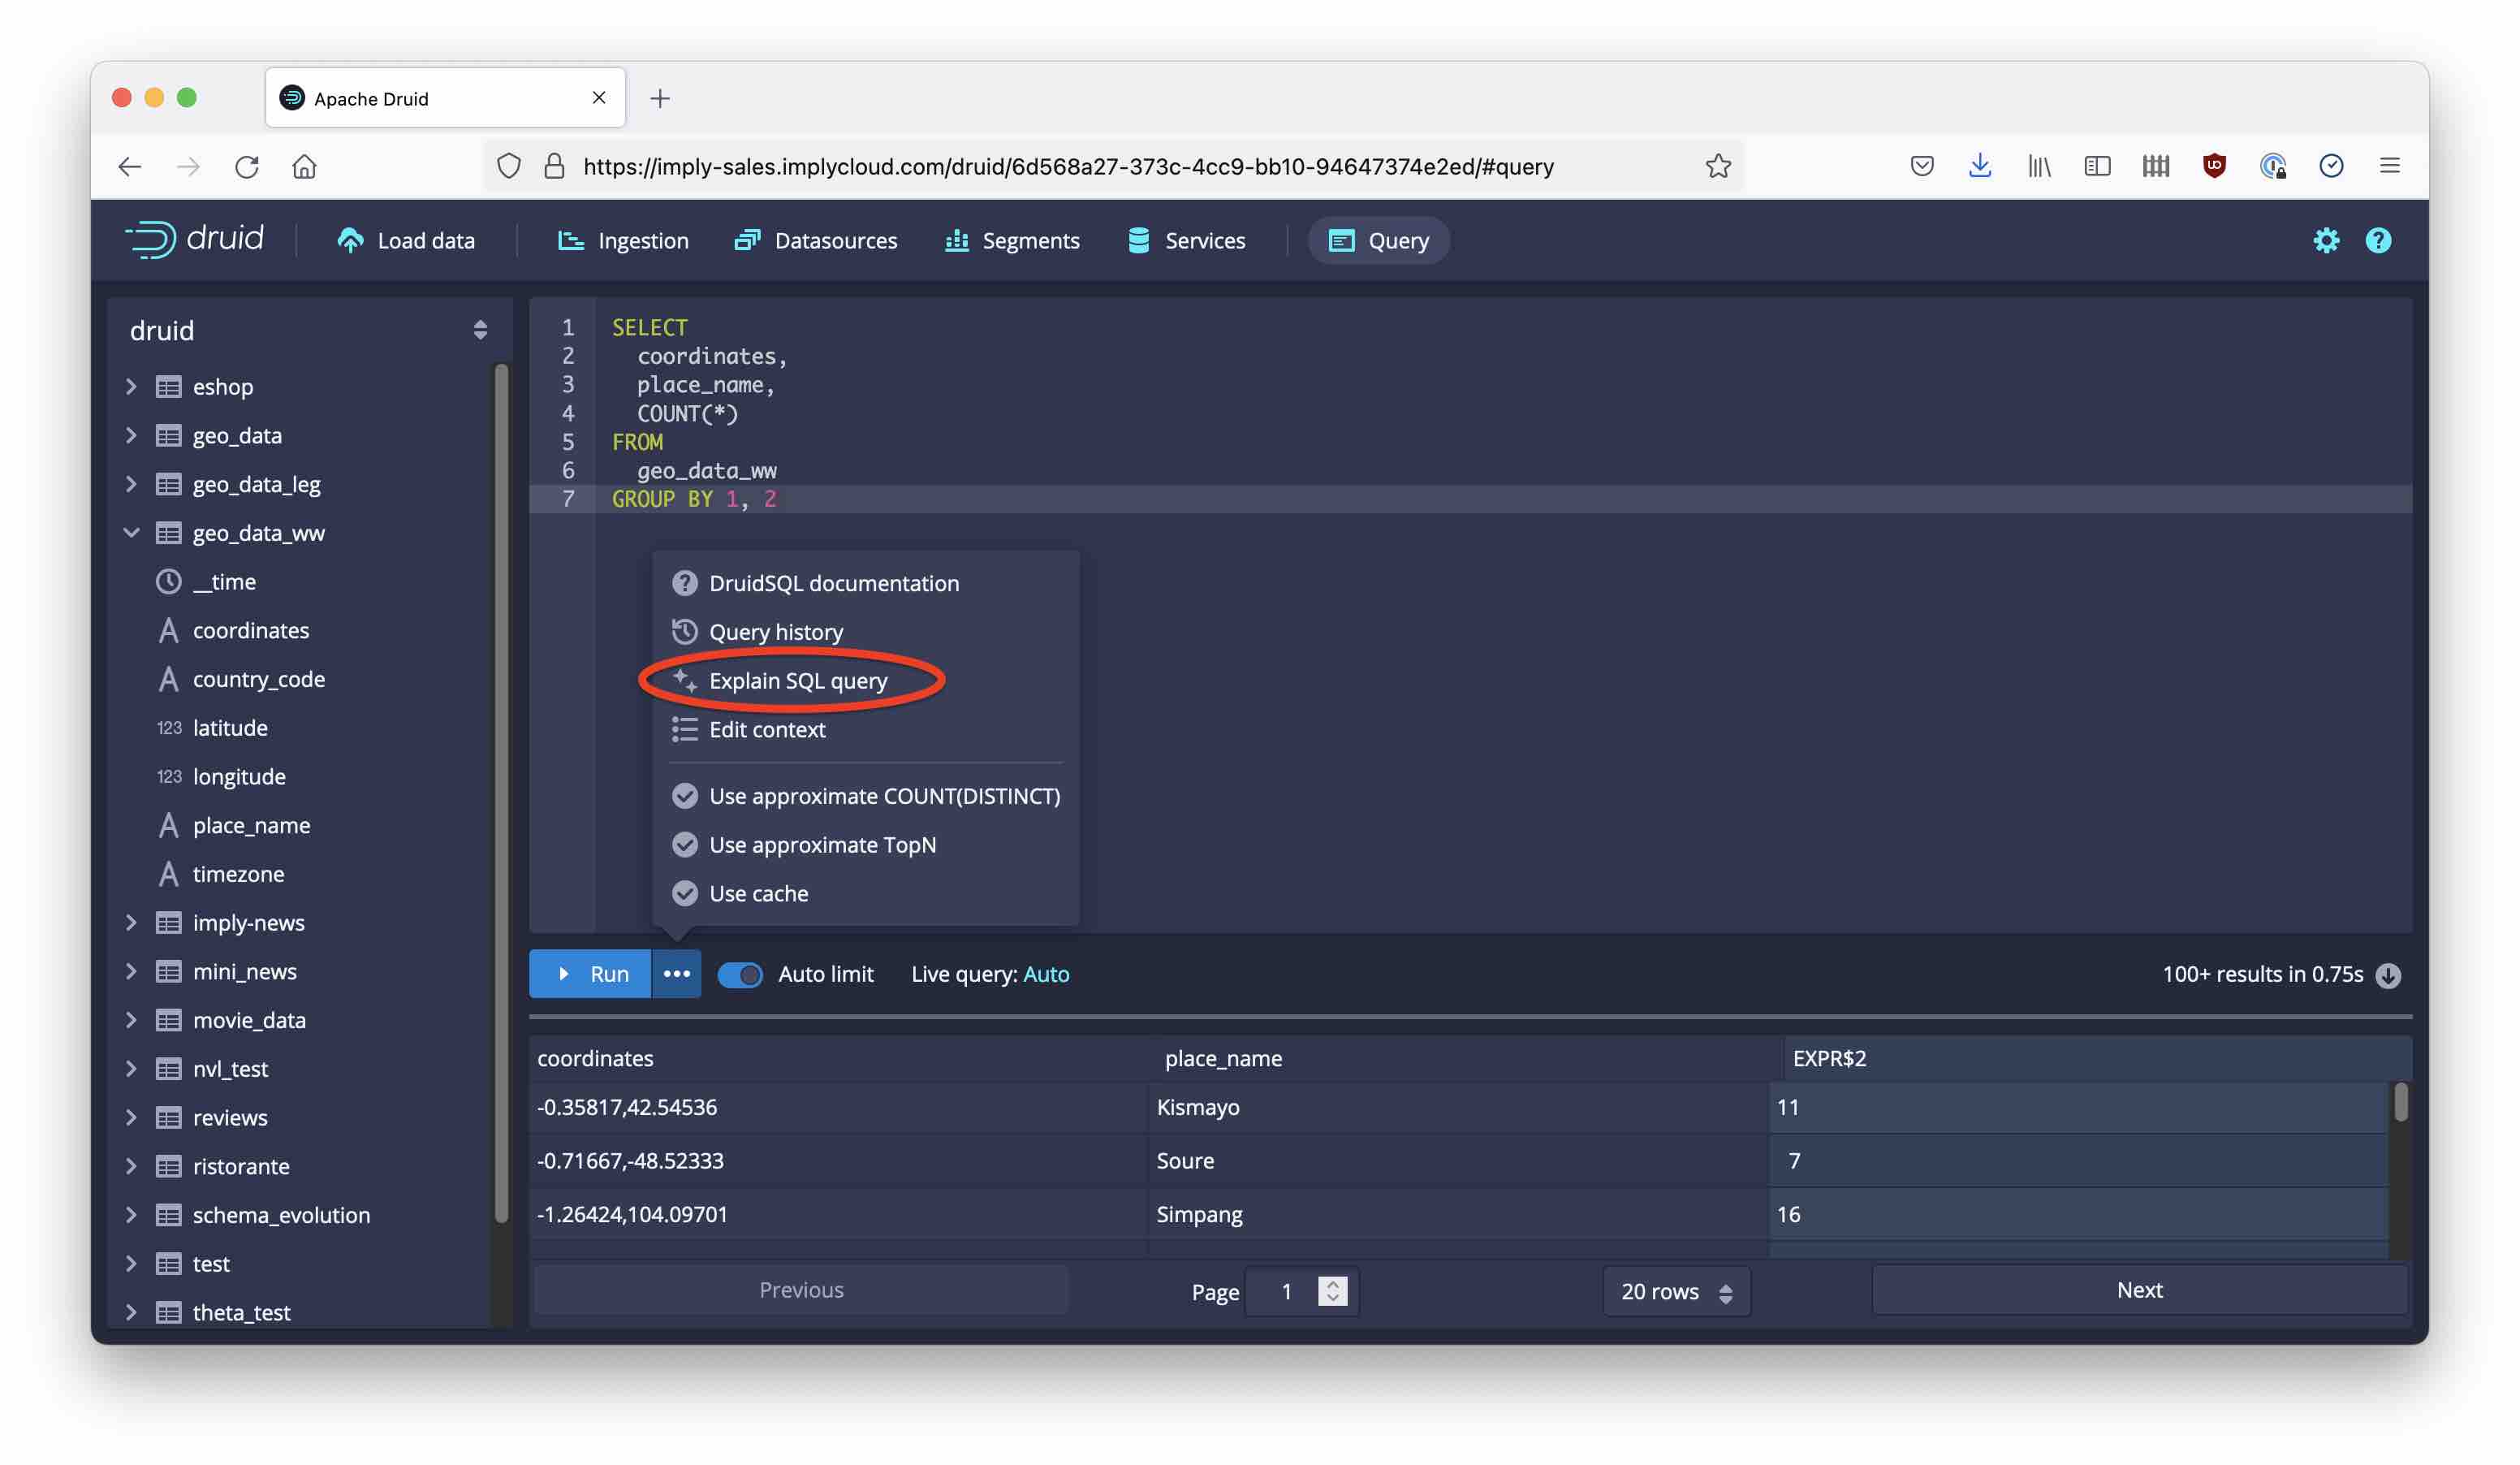 Apache Druid
https://imply-sales.implycloud.com/druid/6d568a27-373c-4cc9-bb10-94647374e2ed/#query
druid
Load data
Ingestion
Datasources
Segments
Services
Query
druid
eshop
geo_data
geo_data_leg
geo_data_ww
__time
A coordinates
A country_code
123 latitude
123 longitude
A place_name
A timezone
imply-news
mini_news
movie_data
nvl_test
reviews
ristorante
schema_evolution
test
theta_test
1 SELECT
2 coordinates,
3 place_name,
4 COUNT(*)
5 FROM
6 geo_data_ww
7 GROUP BY 1, 2
DruidSQL documentation
Query history
Explain SQL query
Edit context
Use approximate COUNT(DISTINCT)
Use approximate TopN
Use cache
Run
Auto limit
Live query: Auto
100+ results in 0.75s
coordinates place_name EXPR$2
-0.35817,42.54536 Kismayo 11
-0.71667,-48.52333 Soure 7
-1.26424,104.09701 Simpang 16
Previous
Page 1
20 rows
Next